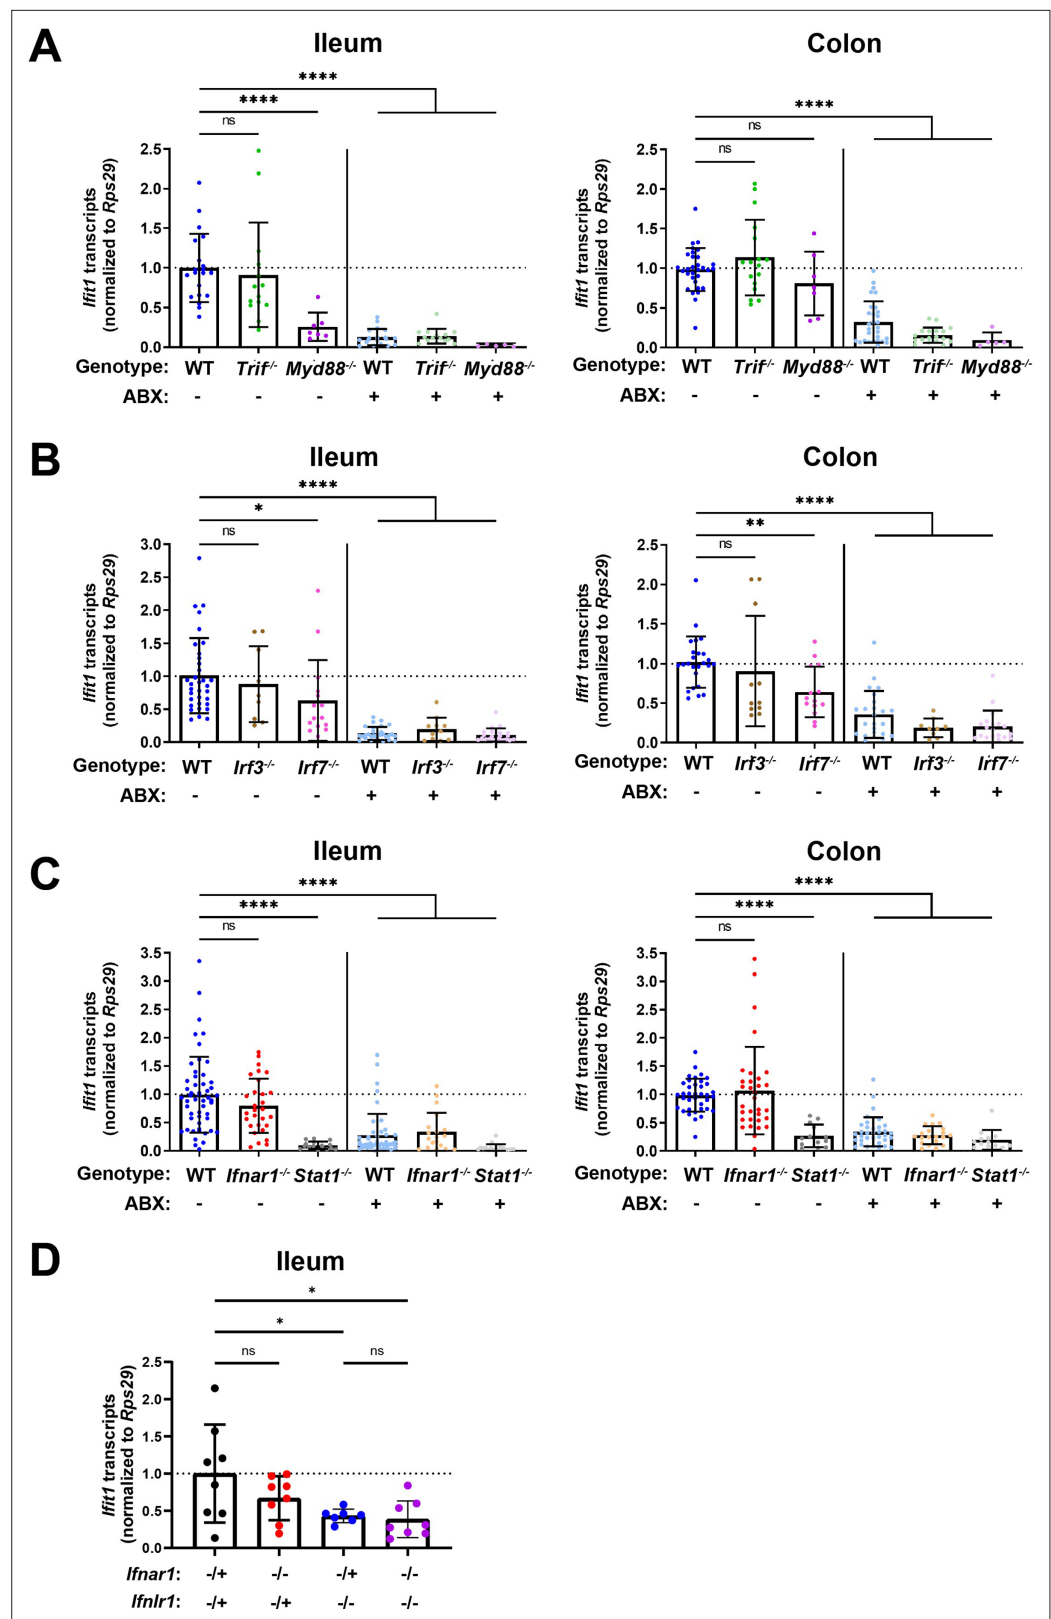 A
Ileum
Colon
****
****
ns
****
ns
ns
Ifit1 transcripts
(normalized to Rps29)
2.5
2.0
1.5
1.0
0.5
0.0
Ifit1 transcripts
(normalized to Rps29)
2.5
2.0
1.5
1.0
0.5
0.0
Genotype: WT Trif-/- Myd88-/- WT Trif-/- Myd88-/-
ABX: - - - + + +
Genotype: WT Trif-/- Myd88-/- WT Trif-/- Myd88-/-
ABX: - - - + + +
B
Ileum
Colon
****
*
ns
****
**
ns
Ifit1 transcripts
(normalized to Rps29)
3.0
2.5
2.0
1.5
1.0
0.5
0.0
Ifit1 transcripts
(normalized to Rps29)
2.5
2.0
1.5
1.0
0.5
0.0
Genotype: WT Irf3-/- Irf7-/- WT Irf3-/- Irf7-/-
ABX: - - - + + +
Genotype: WT Irf3-/- Irf7-/- WT Irf3-/- Irf7-/-
ABX: - - - + + +
C
Ileum
Colon
****
****
ns
****
****
ns
Ifit1 transcripts
(normalized to Rps29)
3.5
3.0
2.5
2.0
1.5
1.0
0.5
0.0
Ifit1 transcripts
(normalized to Rps29)
3.5
3.0
2.5
2.0
1.5
1.0
0.5
0.0
Genotype: WT Ifnar1-/- Stat1-/- WT Ifnar1-/- Stat1-/-
ABX: - - - + + +
Genotype: WT Ifnar1-/- Stat1-/- WT Ifnar1-/- Stat1-/-
ABX: - - - + + +
D
Ileum
*
*
ns ns
Ifit1 transcripts
(normalized to Rps29)
2.5
2.0
1.5
1.0
0.5
0.0
Ifnar1: -/+ -/- -/+ -/-
Ifnlr1: -/+ -/+ -/- -/-